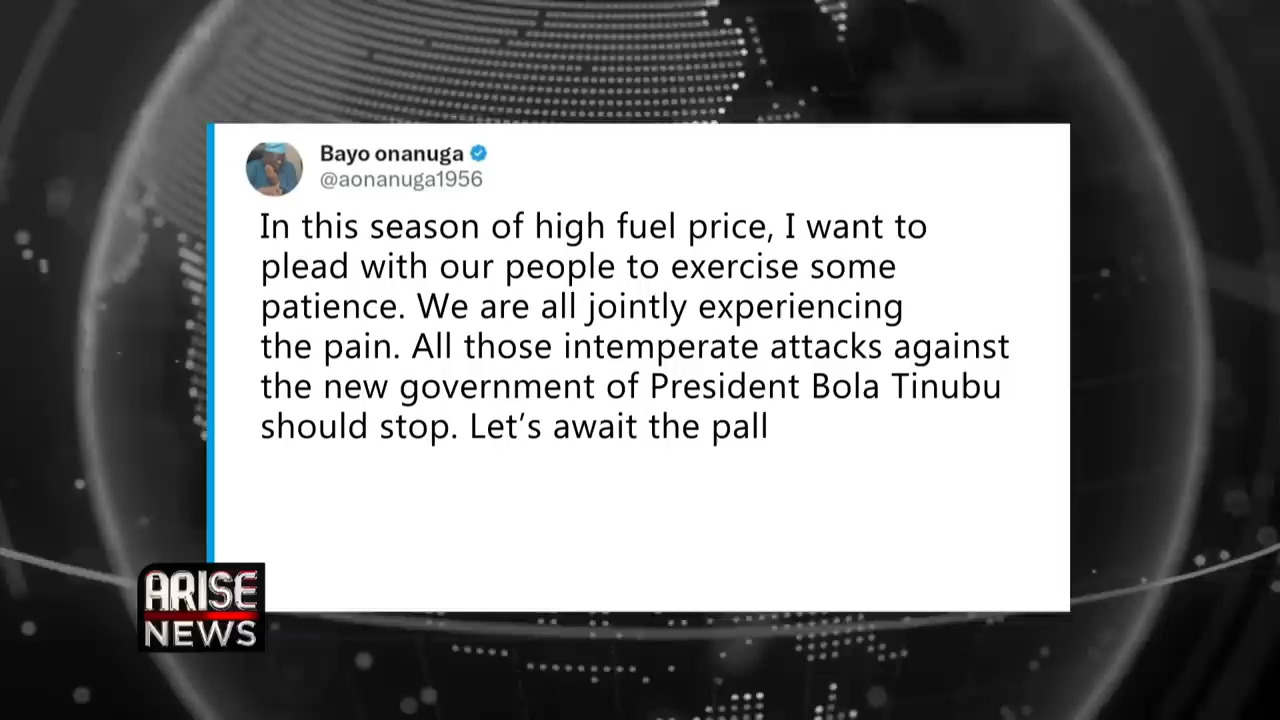 Bayo onanuga
@aonanuga1956
In this season of high fuel price, I want to
plead with our people to exercise some
patience. We are all jointly experiencing
the pain. All those intemperate attacks against
the new government of President Bola Tinubu
should stop. Let’s await the pall
ARISE
NEWS